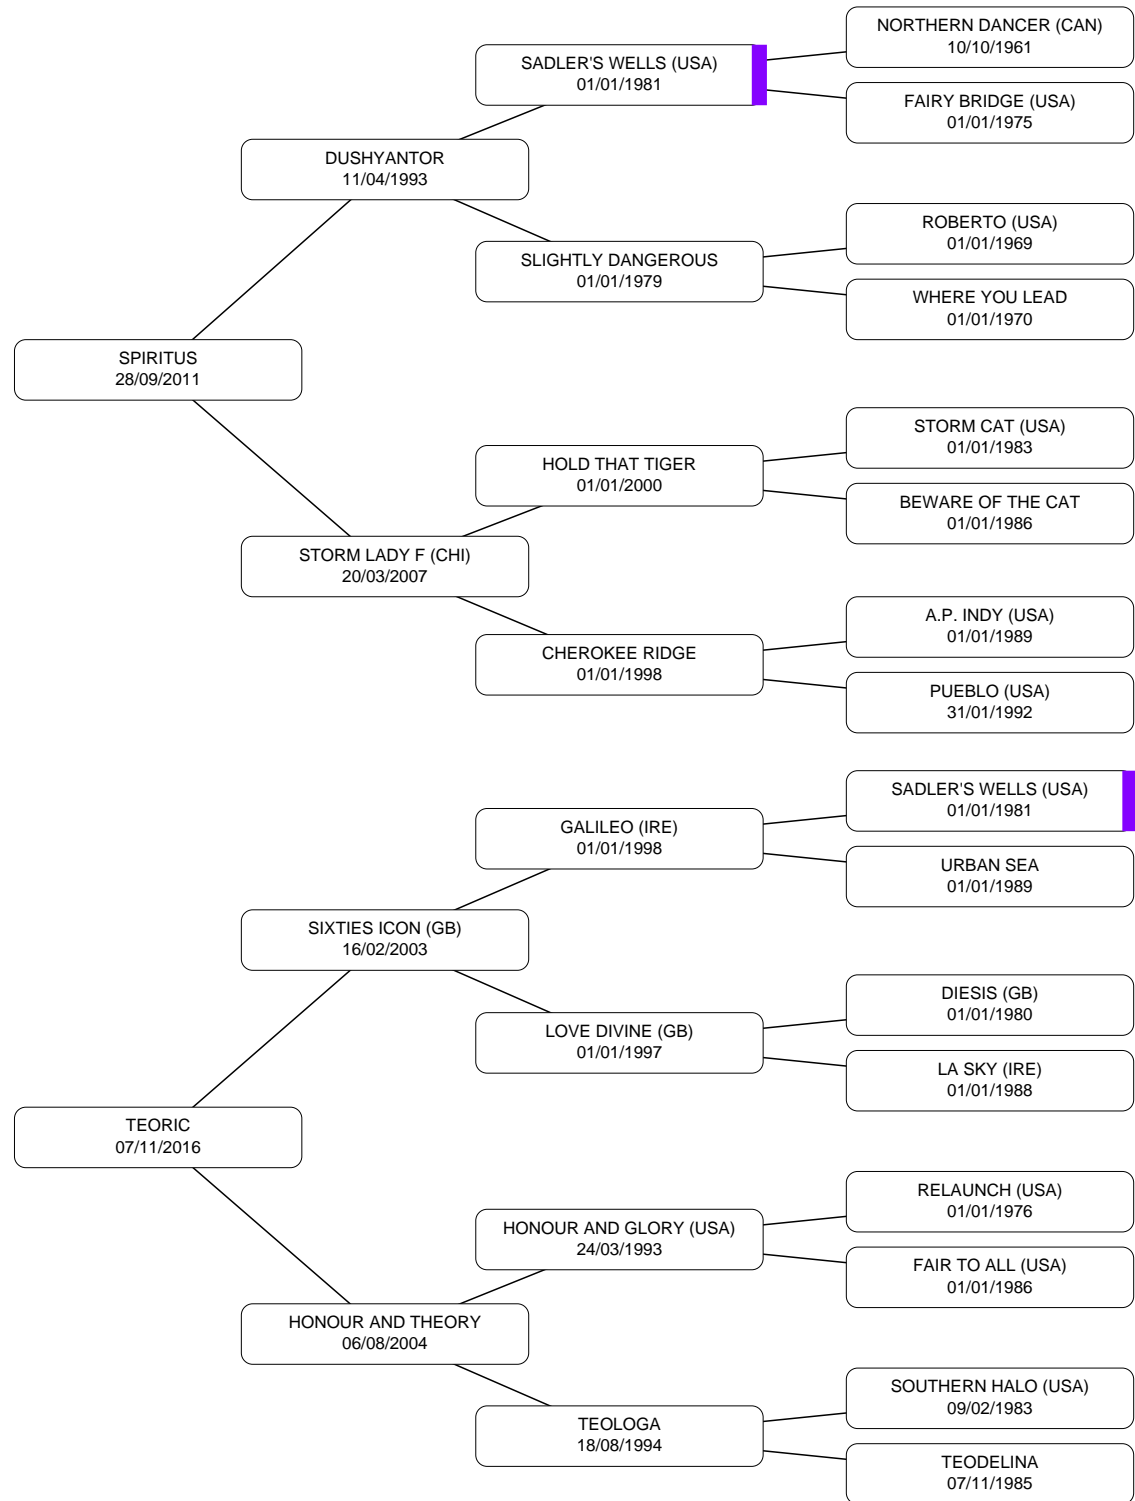 NORTHERN DANCER (CAN)
10/10/1961
SADLER'S WELLS (USA)
01/01/1981
FAIRY BRIDGE (USA)
01/01/1975
DUSHYANTOR
11/04/1993
ROBERTO (USA)
01/01/1969
SLIGHTLY DANGEROUS
01/01/1979
WHERE YOU LEAD
01/01/1970
SPIRITUS
28/09/2011
STORM CAT (USA)
01/01/1983
HOLD THAT TIGER
01/01/2000
BEWARE OF THE CAT
01/01/1986
STORM LADY F (CHI)
20/03/2007
A.P. INDY (USA)
01/01/1989
CHEROKEE RIDGE
01/01/1998
PUEBLO (USA)
31/01/1992
SADLER'S WELLS (USA)
01/01/1981
GALILEO (IRE)
01/01/1998
URBAN SEA
01/01/1989
SIXTIES ICON (GB)
16/02/2003
DIESIS (GB)
01/01/1980
LOVE DIVINE (GB)
01/01/1997
LA SKY (IRE)
01/01/1988
TEORIC
07/11/2016
RELAUNCH (USA)
01/01/1976
HONOUR AND GLORY (USA)
24/03/1993
FAIR TO ALL (USA)
01/01/1986
HONOUR AND THEORY
06/08/2004
SOUTHERN HALO (USA)
09/02/1983
TEOLOGA
18/08/1994
TEODELINA
07/11/1985